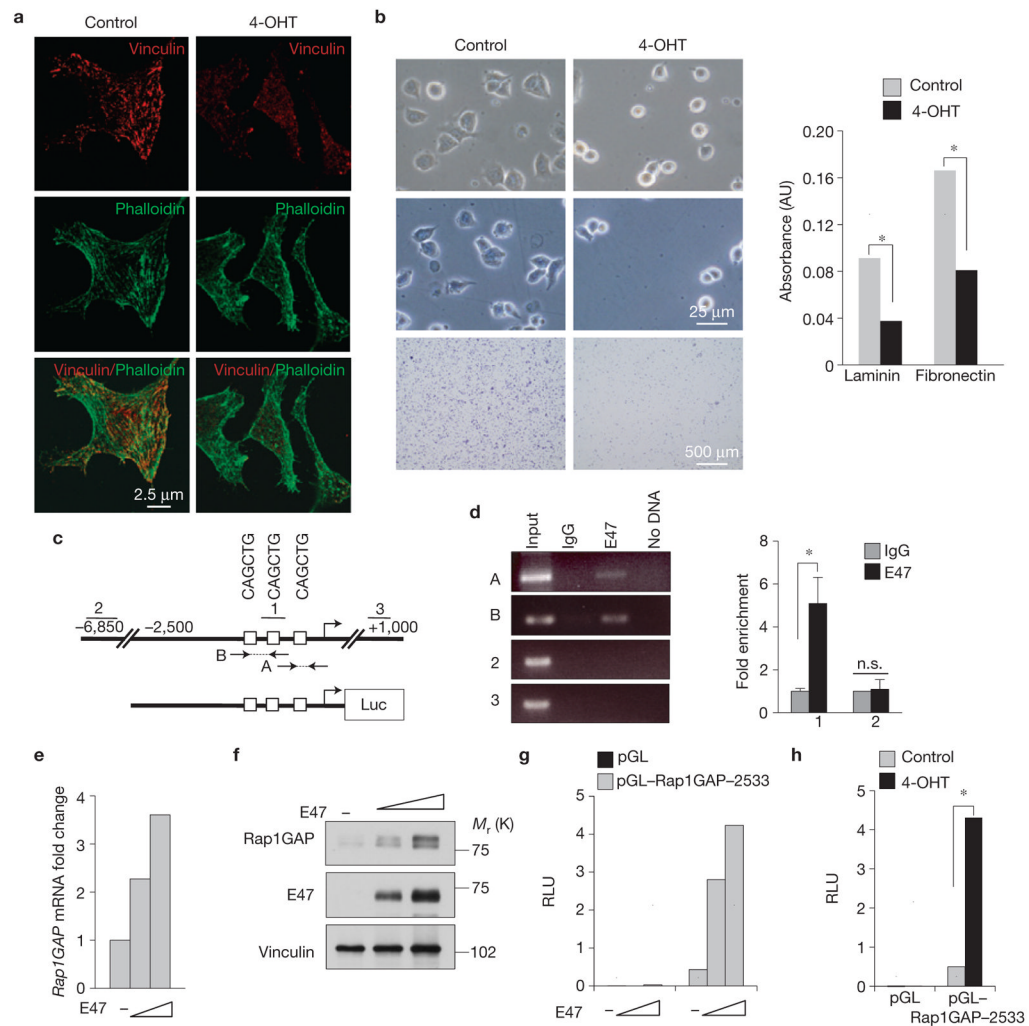 a
Control
4-OHT
Vinculin
Vinculin
Phalloidin
Phalloidin
Vinculin/Phalloidin
Vinculin/Phalloidin
2.5 μm
b
Control
4-OHT
25 μm
500 μm
Control
4-OHT
Absorbance (AU)
0.20
0.16
0.12
0.08
0.04
0
*
*
Laminin
Fibronectin
c
CAGCTG
CAGCTG
CAGCTG
2
1
3
−6,850
−2,500
+1,000
B
A
Luc
d
Input
IgG
E47
No DNA
A
B
2
3
IgG
E47
Fold enrichment
8
6
4
2
0
*
n.s.
1
2
e
Rap1GAP mRNA fold change
4
3
2
1
0
E47
–
f
E47
–
Mr (K)
Rap1GAP
75
E47
75
Vinculin
102
g
pGL
pGL–Rap1GAP–2533
RLU
5
4
3
2
1
0
E47
–
–
h
Control
4-OHT
RLU
5
4
3
2
1
0
*
pGL
pGL–
Rap1GAP–2533